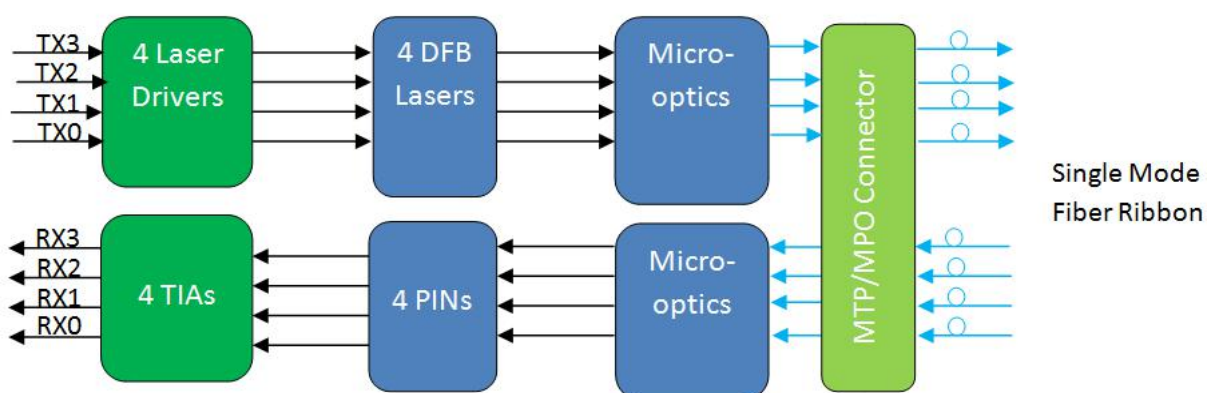 TX3
TX2
TX1
TX0
4 Laser
Drivers
4 DFB
Lasers
Micro-
optics
MTP/MPO Connector
Single Mode
Fiber Ribbon
RX3
RX2
RX1
RX0
4 TIAs
4 PINs
Micro-
optics